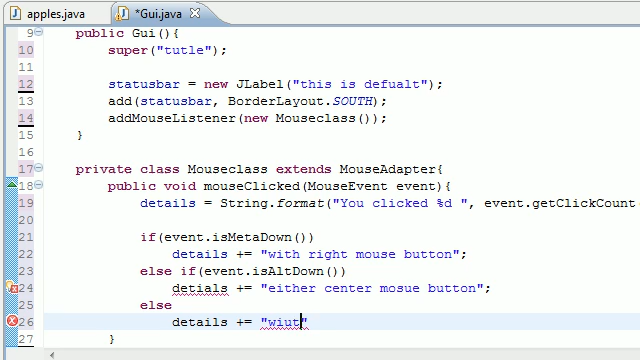 apples.java *Gui.java
9 public Gui(){
10 super("tutle");
11
12 statusbar = new JLabel("this is defualt");
13 add(statusbar, BorderLayout.SOUTH);
14 addMouseListener(new Mouseclass());
15 }
16
17 private class Mouseclass extends MouseAdapter{
18 public void mouseClicked(MouseEvent event){
19 details = String.format("You clicked %d ", event.getClickCount(
20
21 if(event.isMetaDown())
22 details += "with right mouse button";
23 else if(event.isAltDown())
24 detials += "either center mosue button";
25 else
26 details += "wiut"
27 }